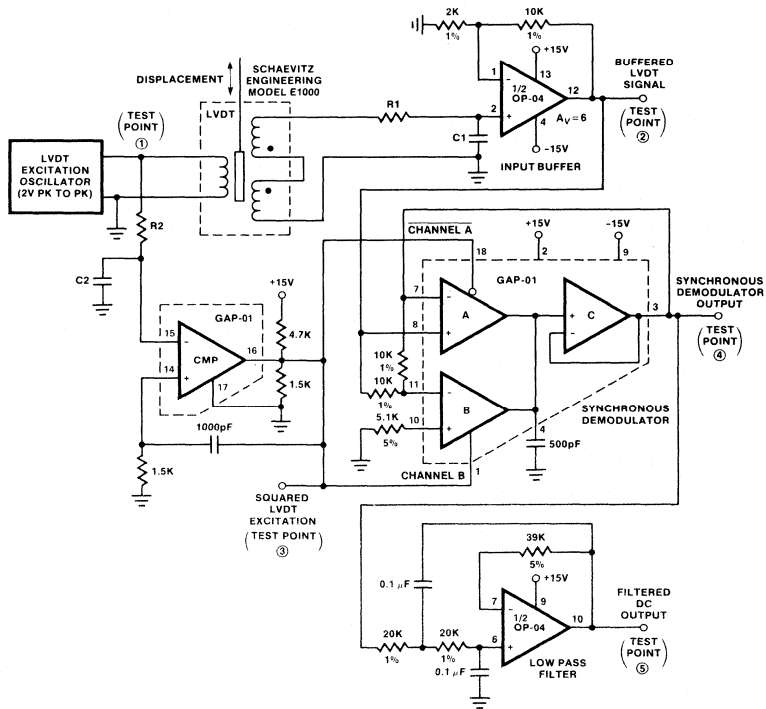 2K
1%
10K
1%
+15V
1
13
1/2
OP-04
12
2
4
A_V = 6
-15V
INPUT BUFFER
BUFFERED
LVDT
SIGNAL
(TEST
POINT)
②
DISPLACEMENT
SCHAEVITZ
ENGINEERING
MODEL E1000
LVDT
R1
C1
(TEST
POINT)
①
LVDT
EXCITATION
OSCILLATOR
(2V PK TO PK)
R2
C2
CHANNEL A
18
+15V
2
-15V
9
GAP-01
7
A
8
C
3
SYNCHRONOUS
DEMODULATOR
OUTPUT
(TEST
POINT)
④
10K
1%
10K
1%
11
B
5.1K
5%
10
4
500pF
SYNCHRONOUS
DEMODULATOR
CHANNEL B
1
+15V
GAP-01
4.7K
15
CMP
16
14
17
1.5K
1000pF
1.5K
SQUARED
LVDT
EXCITATION
(TEST POINT)
③
39K
5%
+15V
0.1 μF
7
9
1/2
OP-04
10
6
20K
1%
20K
1%
0.1 μF
LOW PASS
FILTER
FILTERED
DC
OUTPUT
(TEST
POINT)
⑤